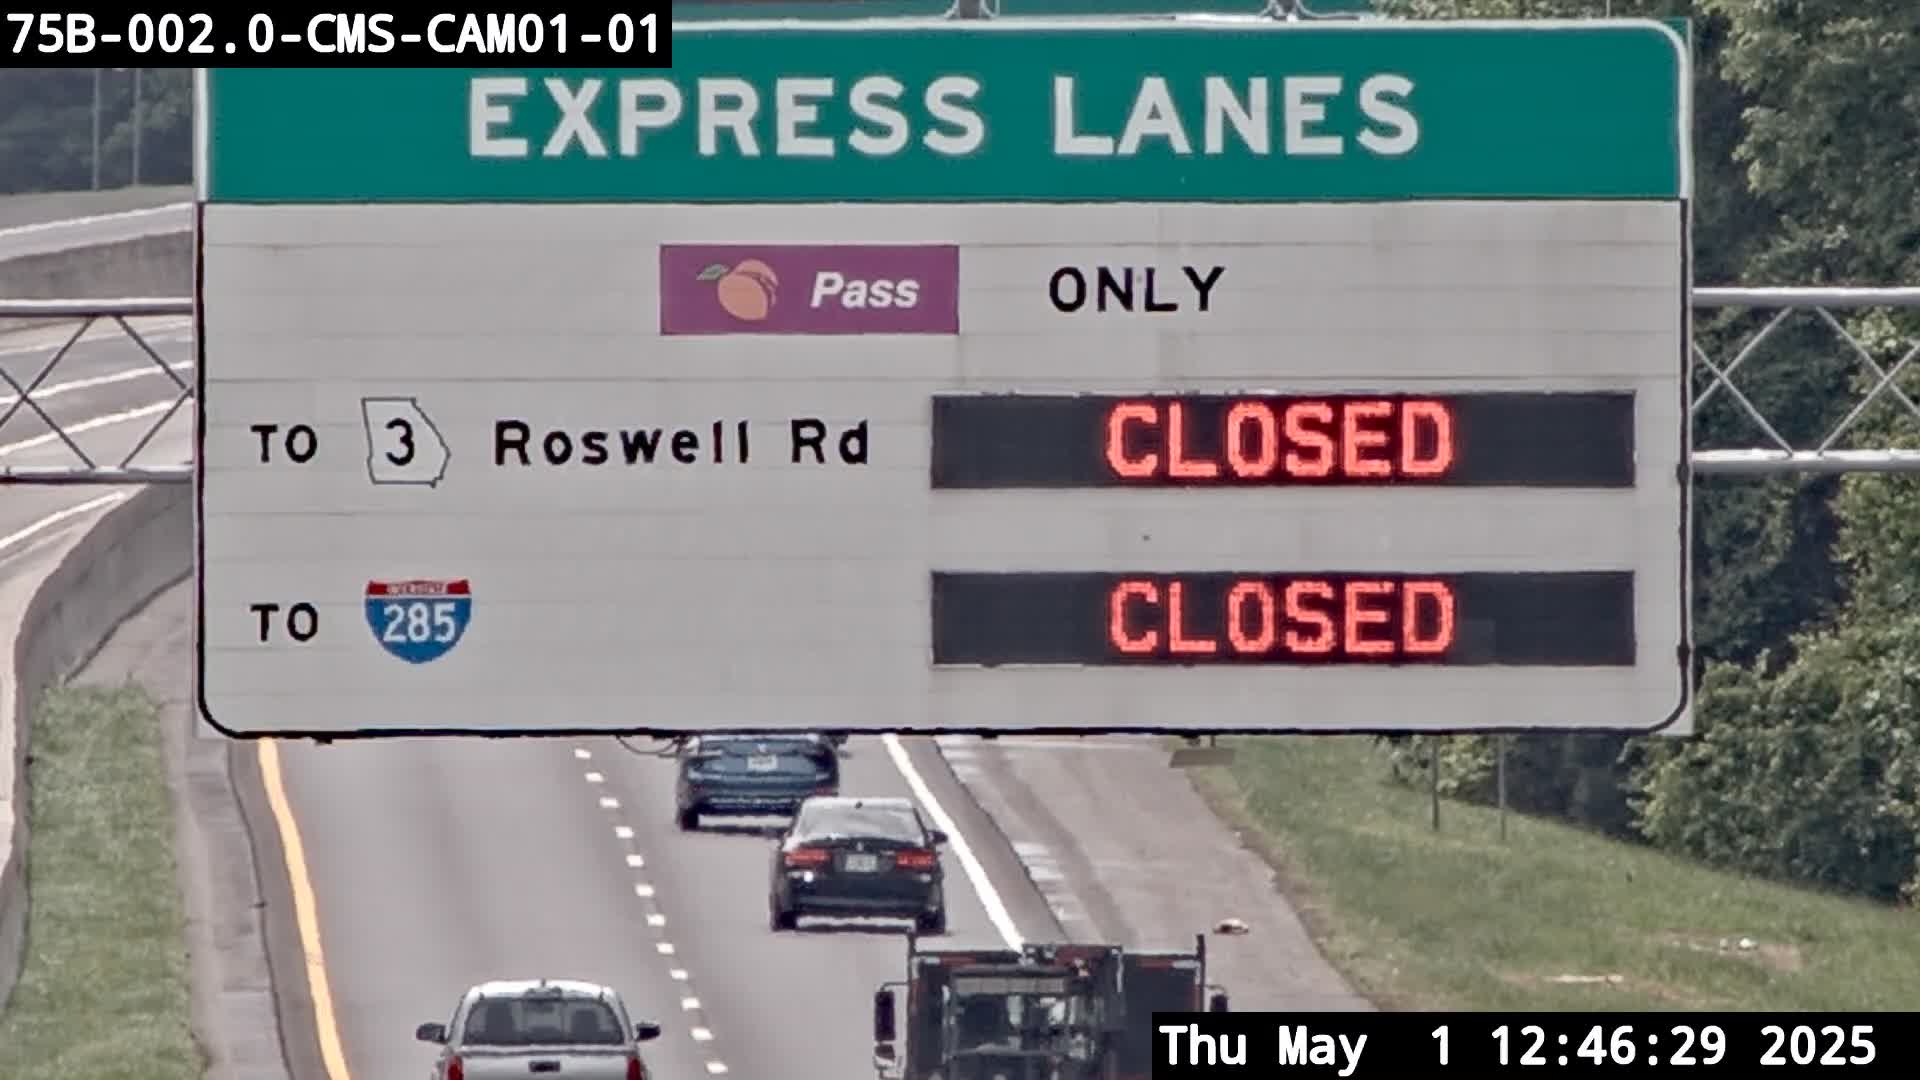 75B-002.0-CMS-CAM01-01
EXPRESS LANES
Pass ONLY
TO 3 Roswell Rd CLOSED
TO 285 CLOSED
Thu May 1 12:46:29 2025